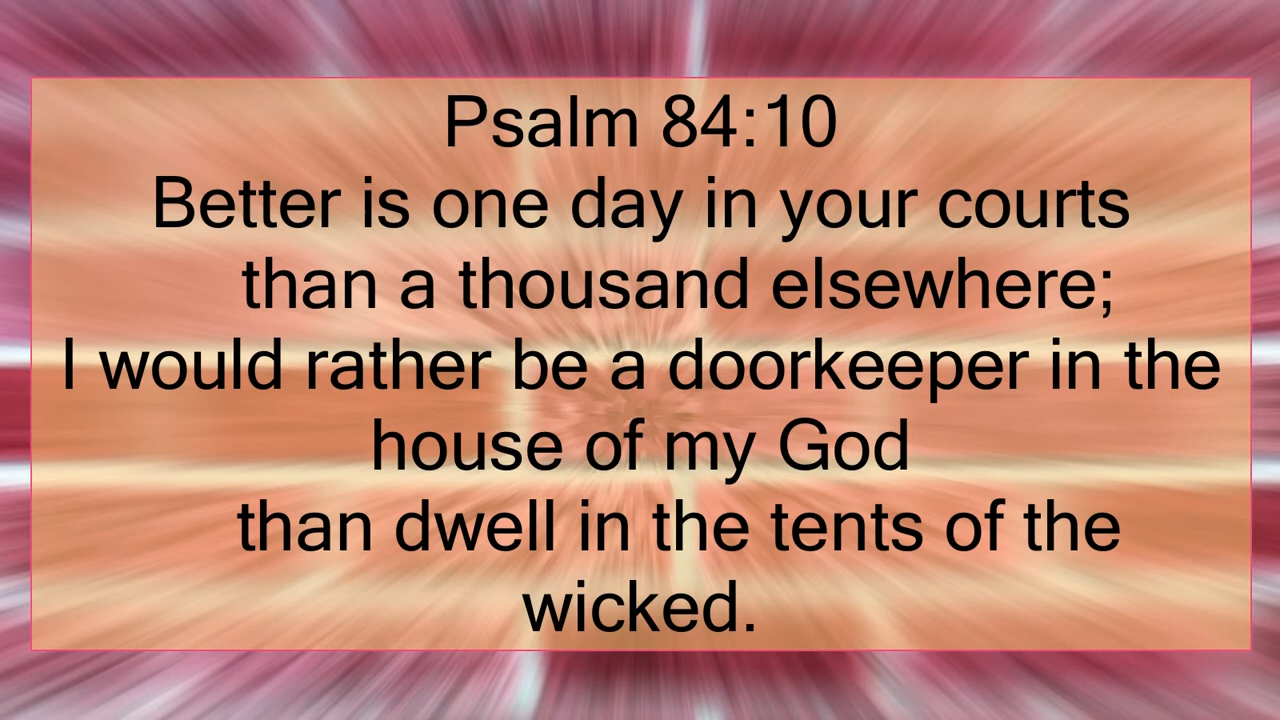 Psalm 84:10
Better is one day in your courts
than a thousand elsewhere;
I would rather be a doorkeeper in the
house of my God
than dwell in the tents of the
wicked.